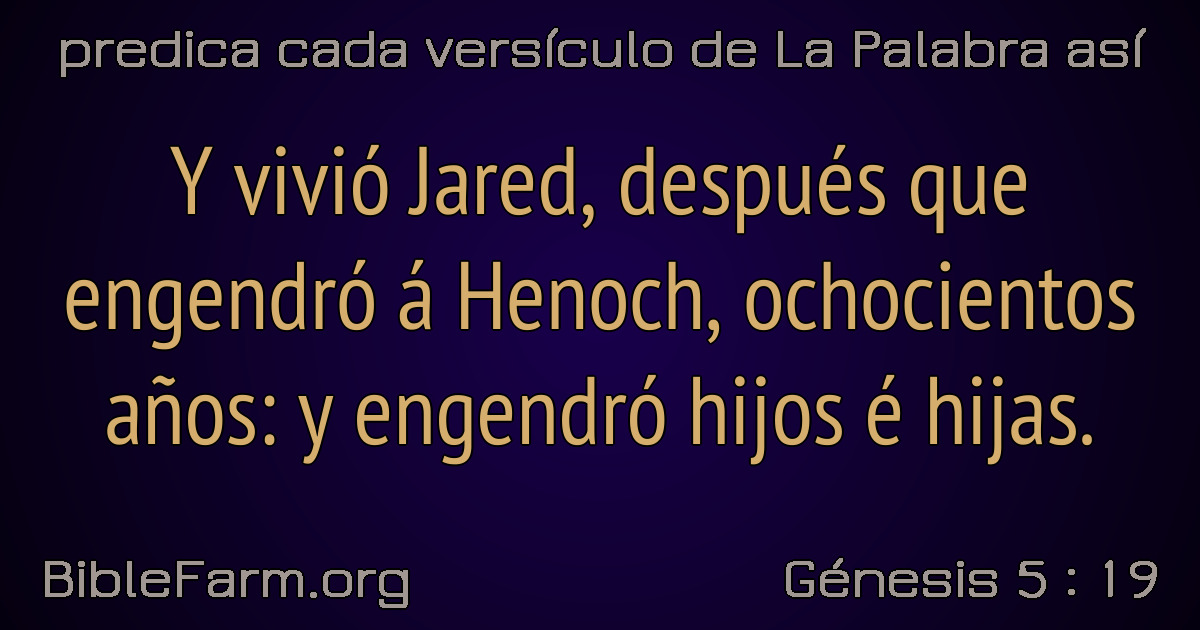 predica cada versículo de La Palabra así
Y vivió Jared, después que
engendró á Henoch, ochocientos
años: y engendró hijos é hijas.
BibleFarm.org
Génesis 5 : 19